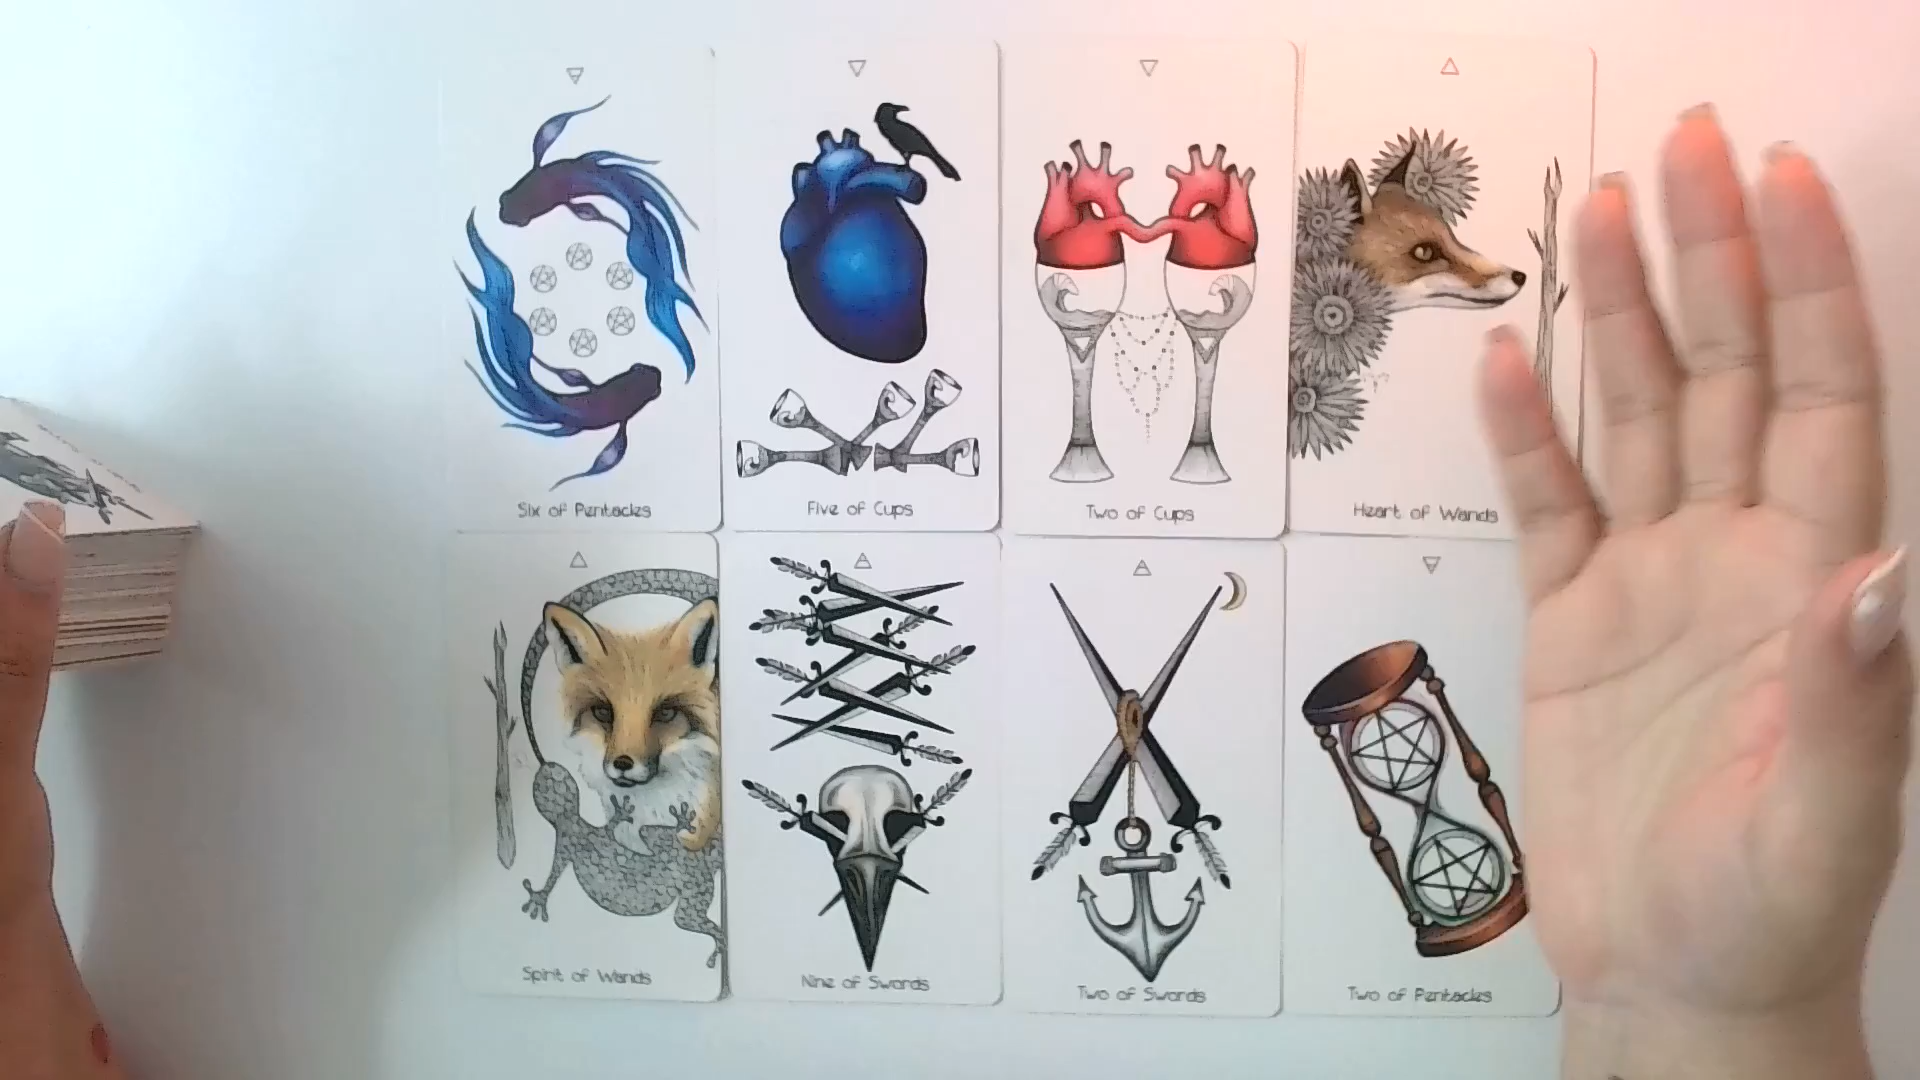 Six of Pentacles
Five of Cups
Two of Cups
Heart of Wands
Spirit of Wands
Nine of Swords
Two of Swords
Two of Pentacles